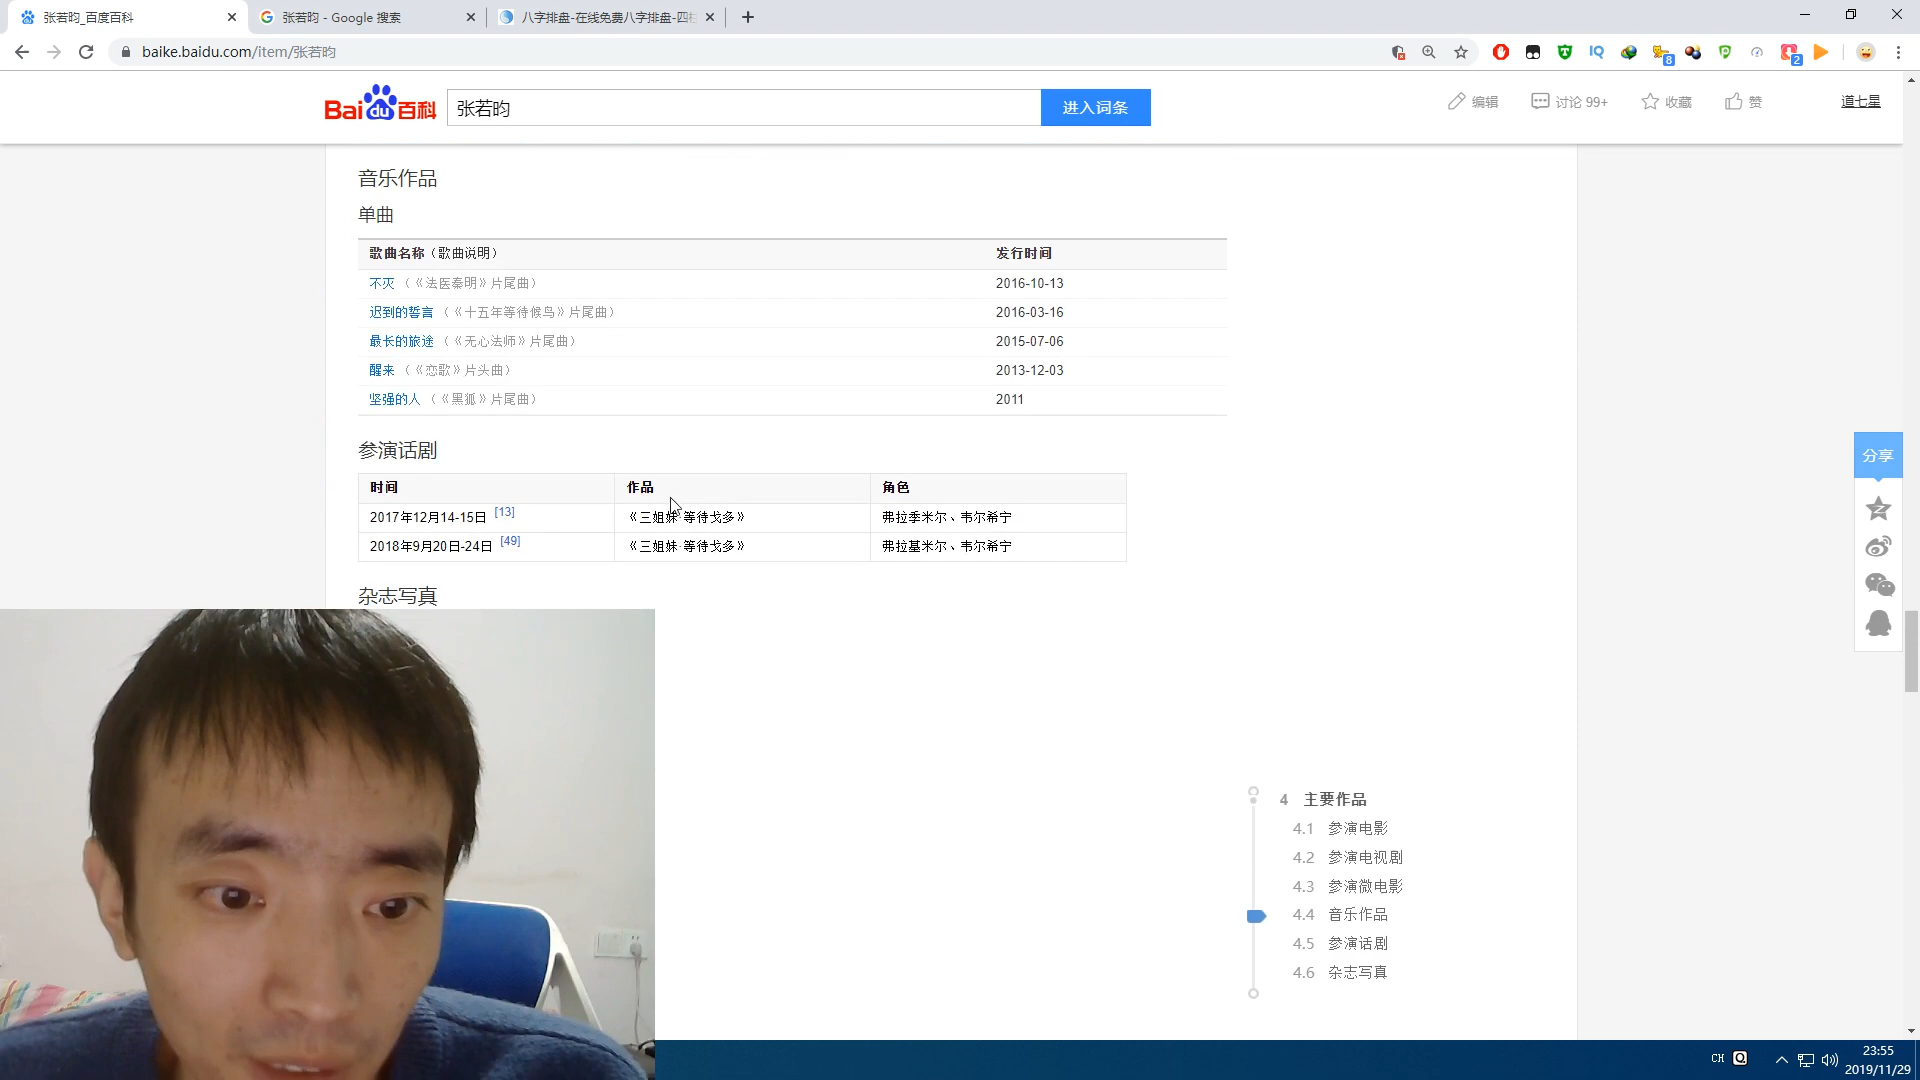 张若昀_百度百科
张若昀 - Google 搜索
八字排盘-在线免费八字排盘-四
baike.baidu.com/item/张若昀
8
2
Baidu百科
张若昀
进入词条
编辑
讨论 99+
收藏
赞
道七星
音乐作品
单曲
歌曲名称（歌曲说明） 发行时间
不灭 （《法医秦明》片尾曲） 2016-10-13
迟到的誓言 （《十五年等待候鸟》片尾曲） 2016-03-16
最长的旅途 （《无心法师》片尾曲） 2015-07-06
醒来 （《恋歌》片头曲） 2013-12-03
坚强的人 （《黑狐》片尾曲） 2011
参演话剧
时间 作品 角色
2017年12月14-15日 [13] 《三姐妹·等待戈多》 弗拉季米尔、韦尔希宁
2018年9月20日-24日 [49] 《三姐妹·等待戈多》 弗拉基米尔、韦尔希宁
杂志写真
分享
4 主要作品
4.1 参演电影
4.2 参演电视剧
4.3 参演微电影
4.4 音乐作品
4.5 参演话剧
4.6 杂志写真
CH
23:55
2019/11/29